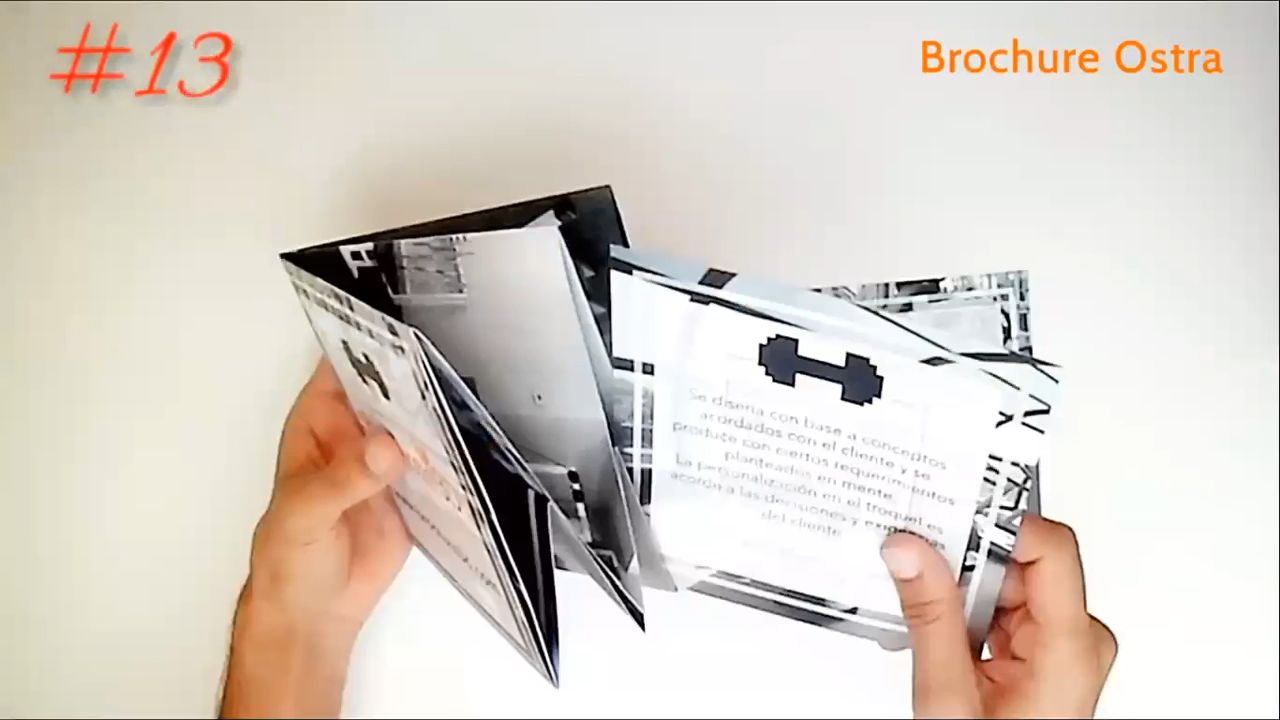 #13
Brochure Ostra
Se diseña con base a conceptos
acordados con el cliente y se
produce con ciertos requerimientos
planteados en mente.
La personalización en el troquel es
acorde a las decisiones y exigencias
del cliente